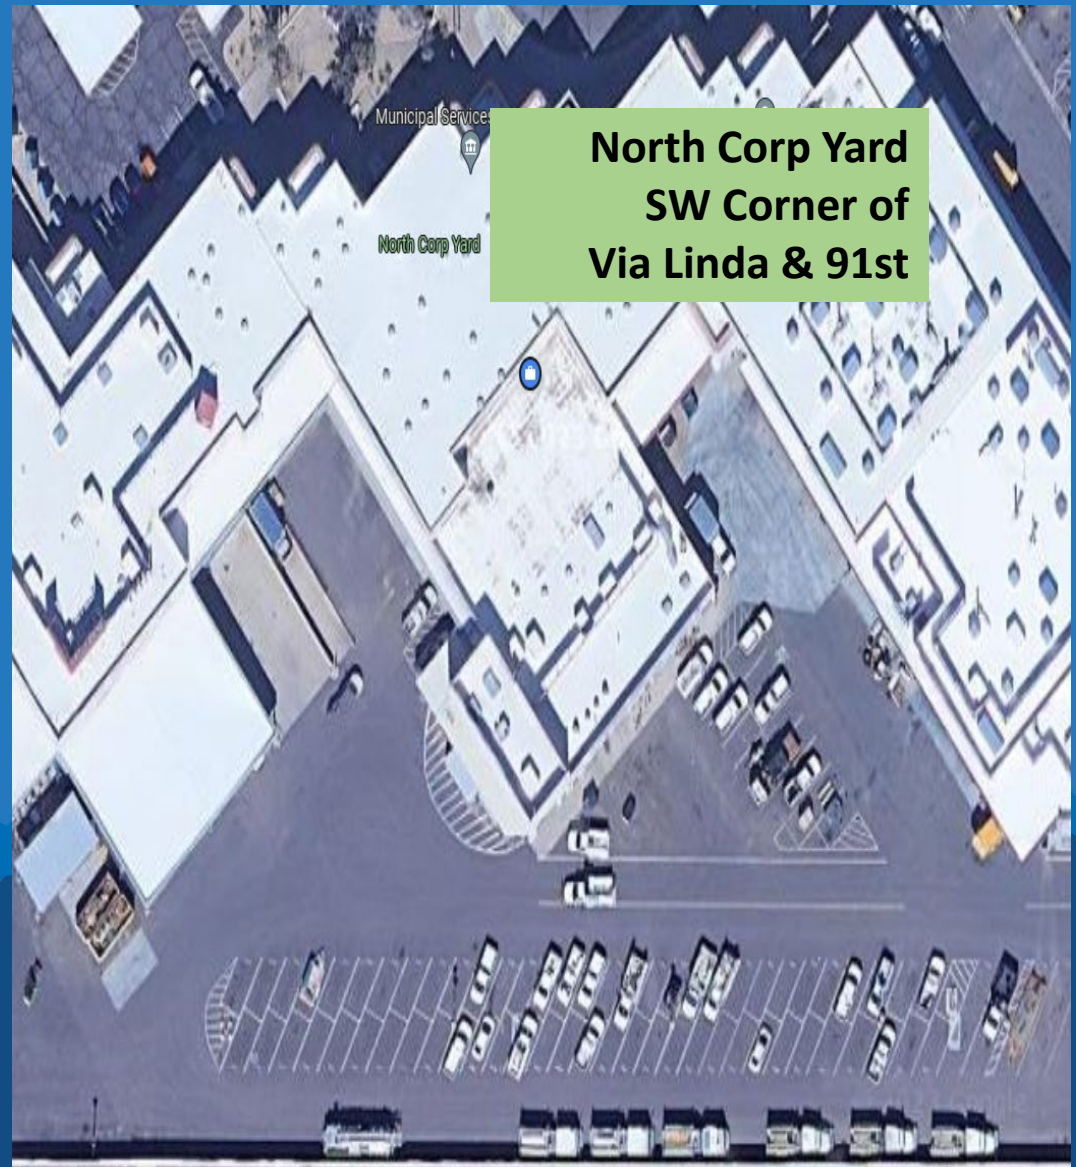 Municipal Services
North Corp Yard
SW Corner of
Via Linda & 91st
North Corp Yard